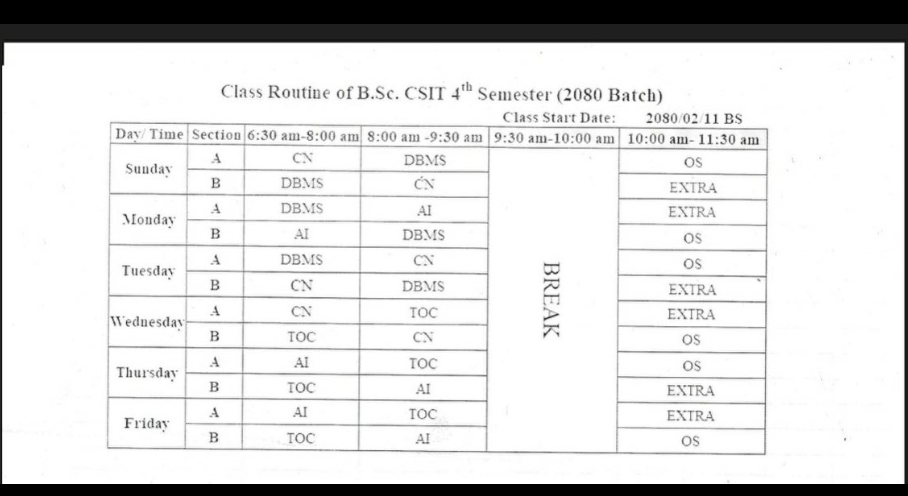 Class Routine of B.Sc. CSIT 4th Semester (2080 Batch)
Class Start Date: 2080/02/11 BS
Day/ Time Section 6:30 am-8:00 am 8:00 am -9:30 am 9:30 am-10:00 am 10:00 am- 11:30 am
Sunday A CN DBMS OS
B DBMS CN EXTRA
Monday A DBMS AI EXTRA
B AI DBMS OS
Tuesday A DBMS CN OS
B CN DBMS EXTRA
BREAK
Wednesday A CN TOC EXTRA
B TOC CN OS
Thursday A AI TOC OS
B TOC AI EXTRA
Friday A AI TOC EXTRA
B TOC AI OS